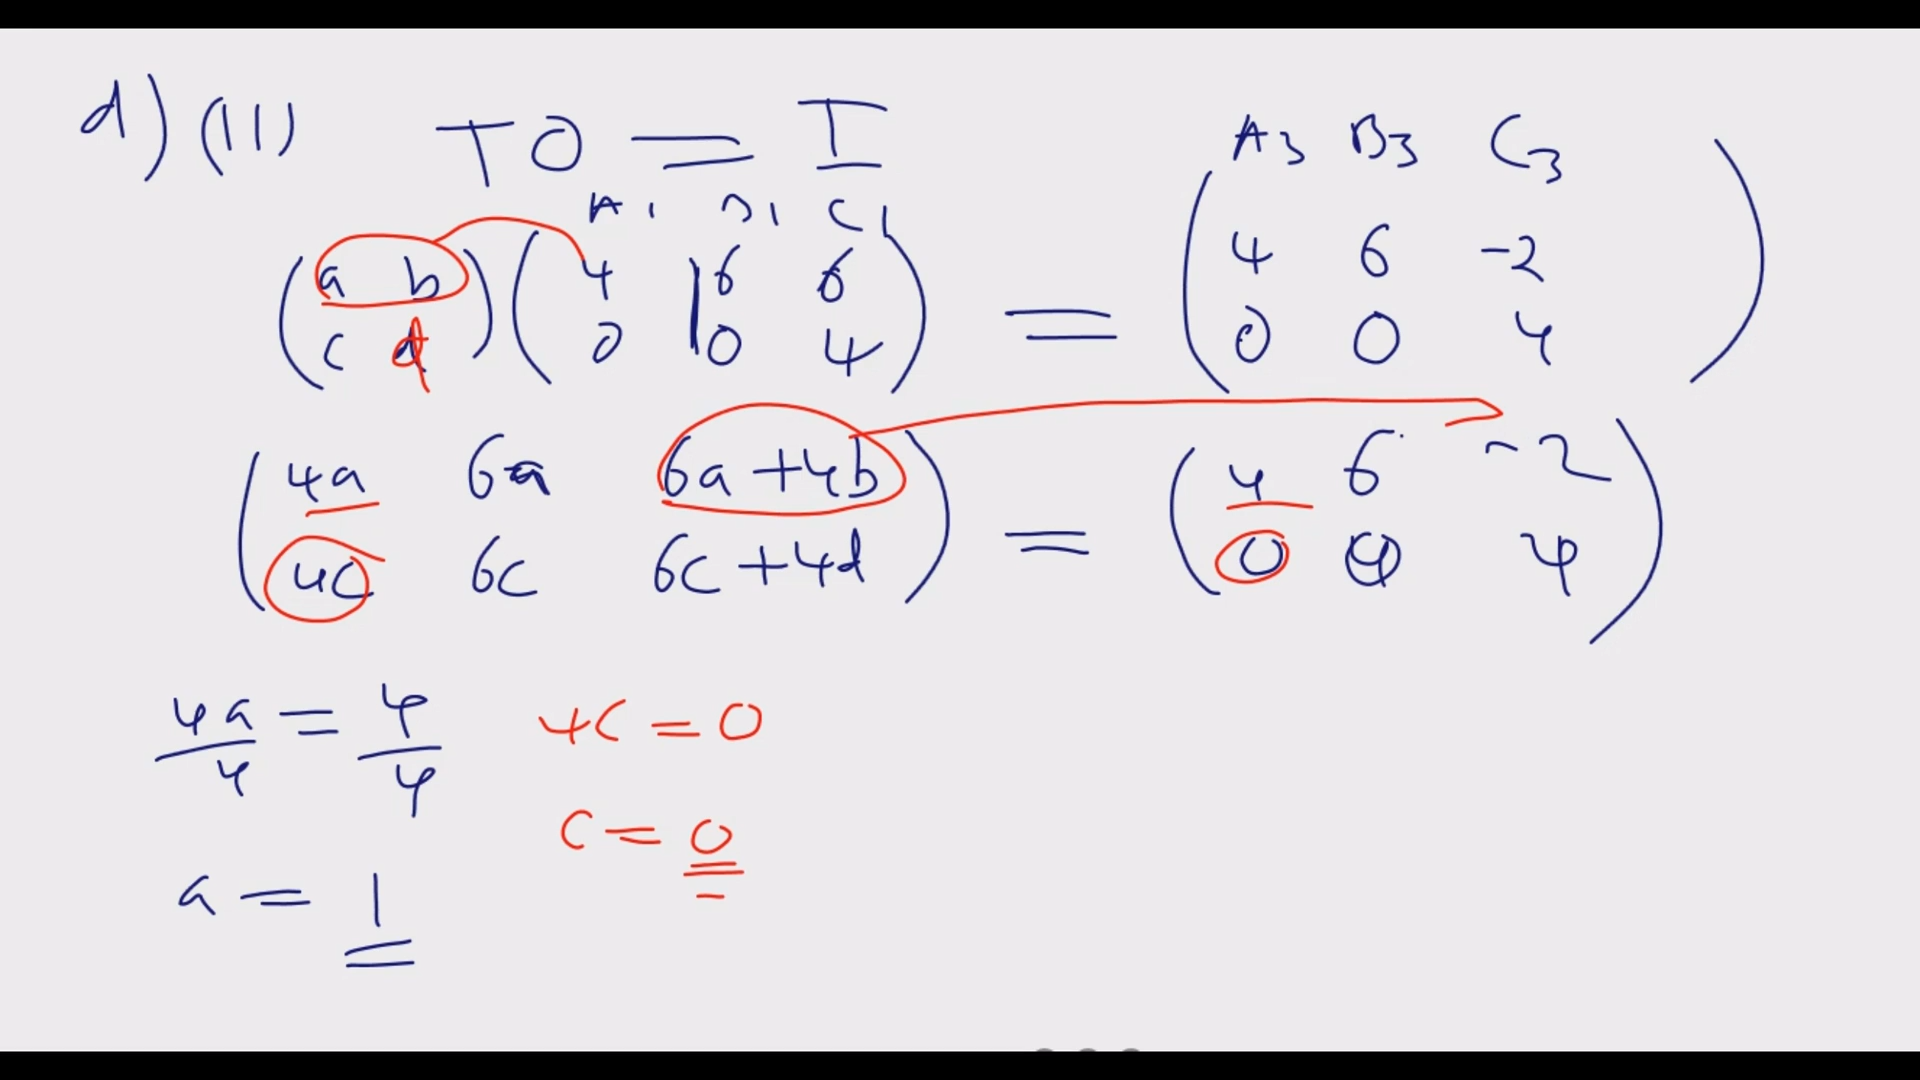 d) (11) TO = I
A1 B1 C1 A3 B3 C3
(a b) (4 | 6 6) = (4 6 -2)
(c d) (0 | 0 4) (0 0 4)
(4a 6a 6a + 4b) = (4 6 -2)
(4c 6c 6c + 4d) (0 0 4)
4a/4 = 4/4 4c = 0
a = 1 c = 0